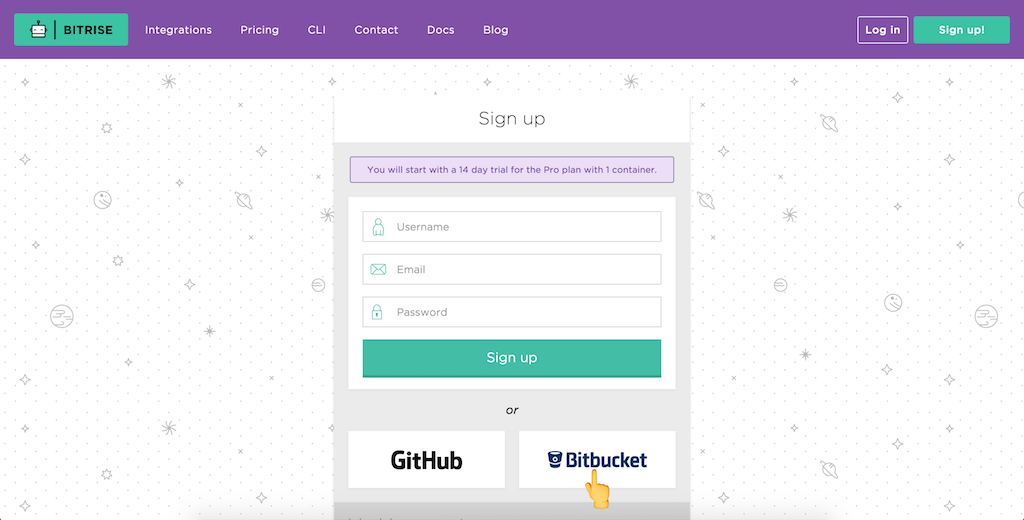 BITRISE
Integrations
Pricing
CLI
Contact
Docs
Blog
Log in
Sign up!
Sign up
You will start with a 14 day trial for the Pro plan with 1 container.
Username
Email
Password
Sign up
or
GitHub
Bitbucket